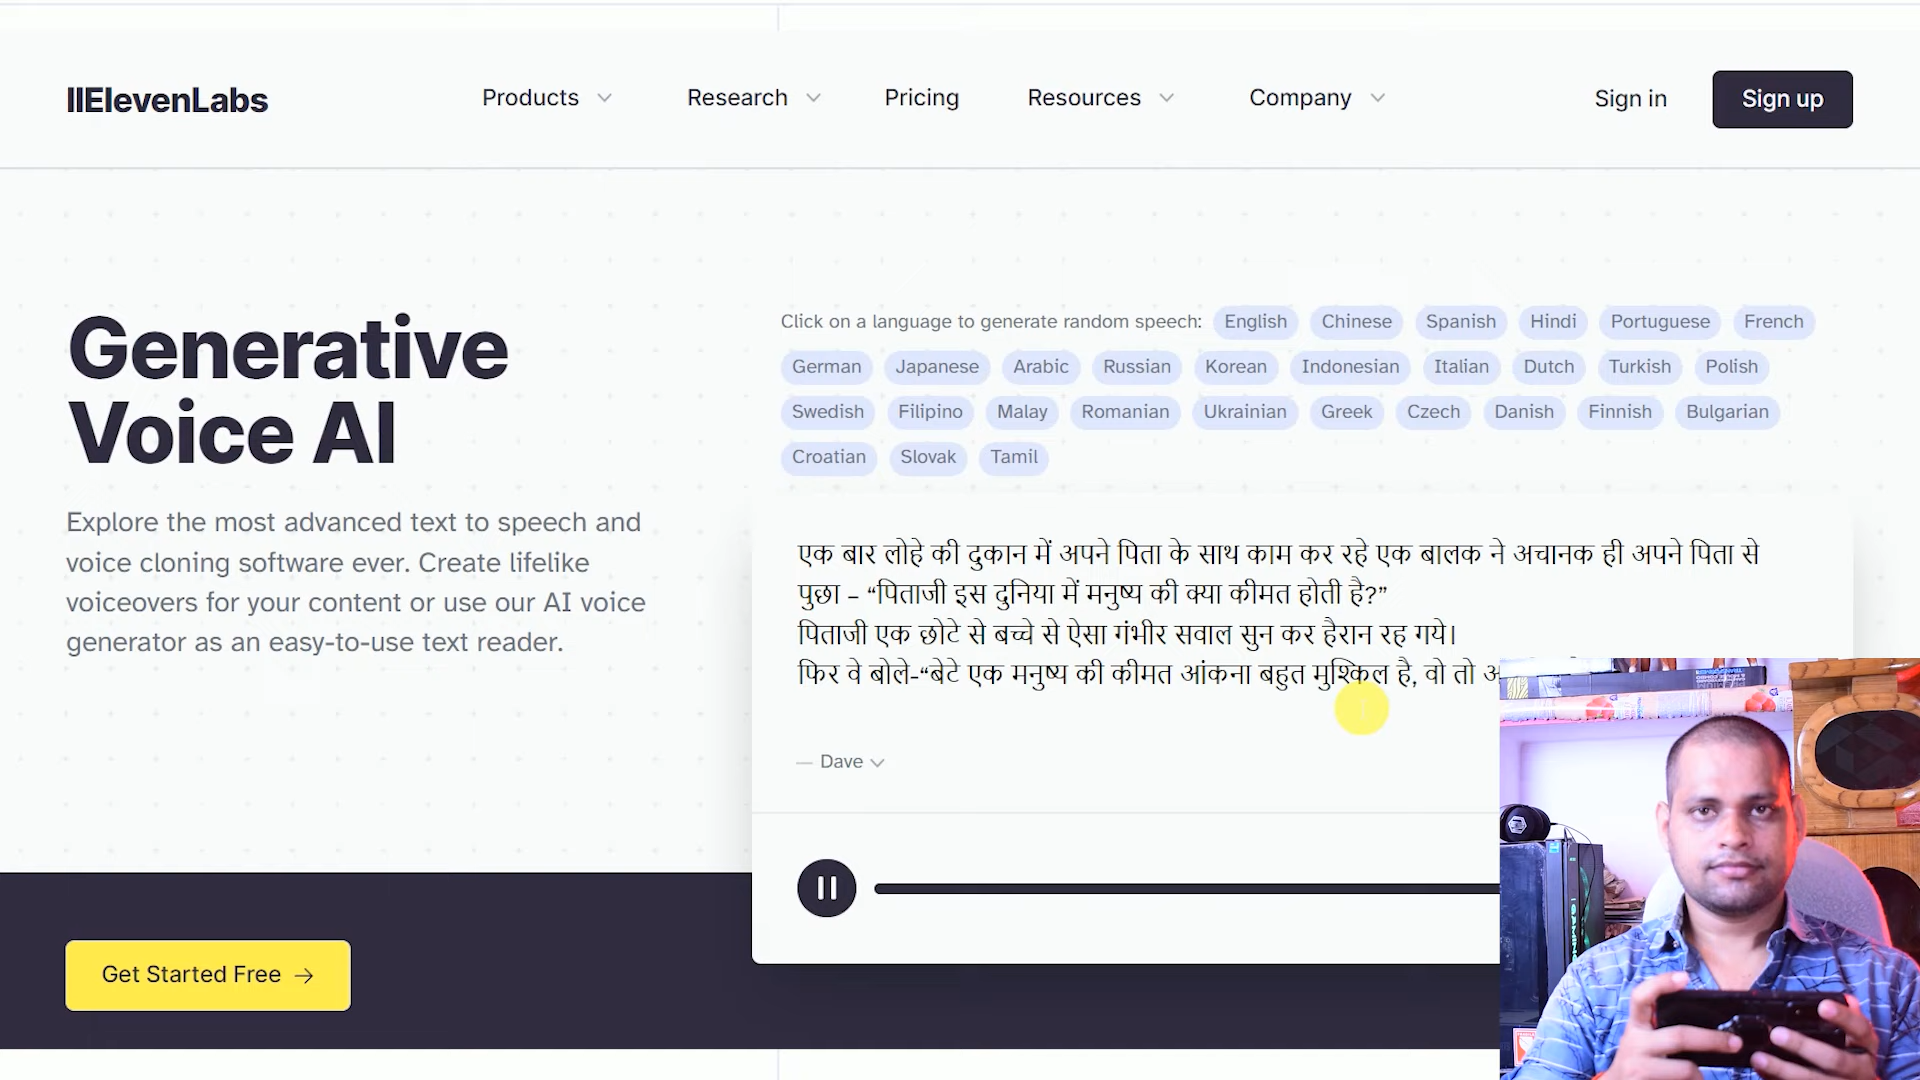 IIElevenLabs
Products
Research
Pricing
Resources
Company
Sign in
Sign up
Generative
Voice AI
Explore the most advanced text to speech and
voice cloning software ever. Create lifelike
voiceovers for your content or use our AI voice
generator as an easy-to-use text reader.
Get Started Free →
Click on a language to generate random speech: English Chinese Spanish Hindi Portuguese French
German Japanese Arabic Russian Korean Indonesian Italian Dutch Turkish Polish
Swedish Filipino Malay Romanian Ukrainian Greek Czech Danish Finnish Bulgarian
Croatian Slovak Tamil
एक बार लोहे की दुकान में अपने पिता के साथ काम कर रहे एक बालक ने अचानक ही अपने पिता से
पुछा – “पिताजी इस दुनिया में मनुष्य की क्या कीमत होती है?”
पिताजी एक छोटे से बच्चे से ऐसा गंभीर सवाल सुन कर हैरान रह गये।
फिर वे बोले-“बेटे एक मनुष्य की कीमत आंकना बहुत मुश्किल है, वो तो
— Dave